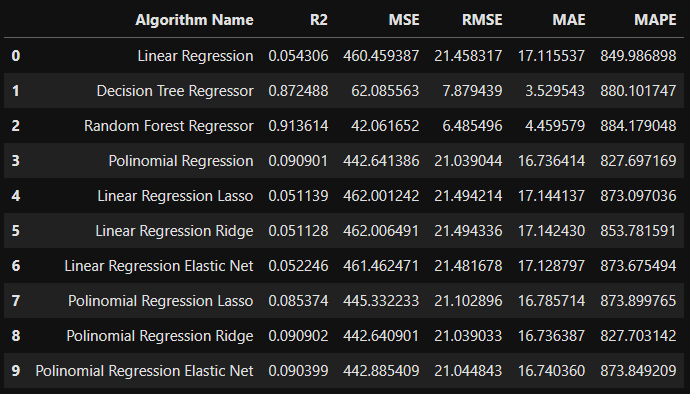 Algorithm Name R2 MSE RMSE MAE MAPE
0 Linear Regression 0.054306 460.459387 21.458317 17.115537 849.986898
1 Decision Tree Regressor 0.872488 62.085563 7.879439 3.529543 880.101747
2 Random Forest Regressor 0.913614 42.061652 6.485496 4.459579 884.179048
3 Polinomial Regression 0.090901 442.641386 21.039044 16.736414 827.697169
4 Linear Regression Lasso 0.051139 462.001242 21.494214 17.144137 873.097036
5 Linear Regression Ridge 0.051128 462.006491 21.494336 17.142430 853.781591
6 Linear Regression Elastic Net 0.052246 461.462471 21.481678 17.128797 873.675494
7 Polinomial Regression Lasso 0.085374 445.332233 21.102896 16.785714 873.899765
8 Polinomial Regression Ridge 0.090902 442.640901 21.039033 16.736387 827.703142
9 Polinomial Regression Elastic Net 0.090399 442.885409 21.044843 16.740360 873.849209